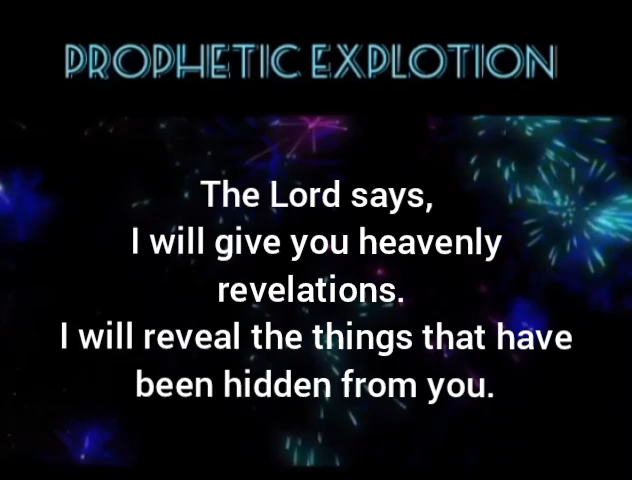 PROPHETIC EXPLOTION
The Lord says,
I will give you heavenly
revelations.
I will reveal the things that have
been hidden from you.